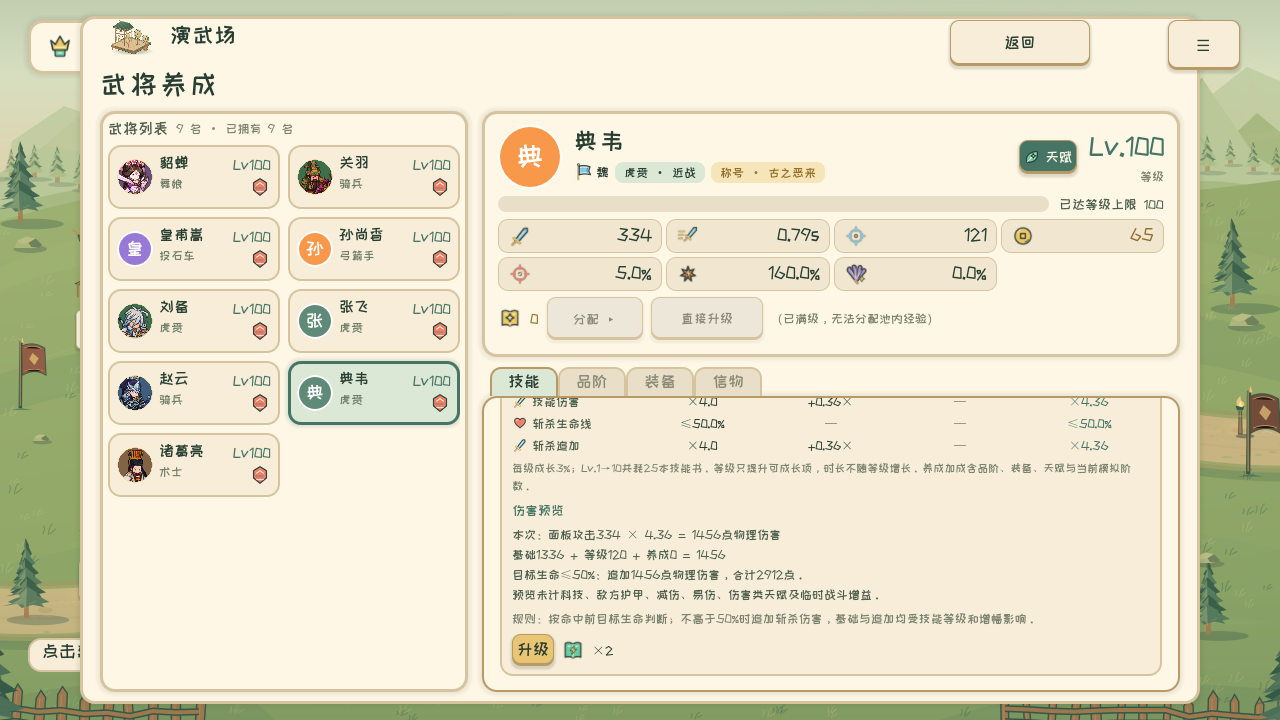 演武场
返回
☰
武将养成
武将列表 9 名 · 已拥有 9 名
貂蝉 Lv100
舞娘
关羽 Lv100
骑兵
皇
皇甫嵩 Lv100
投石车
孙
孙尚香 Lv100
弓箭手
刘备 Lv100
虎贲
张
张飞 Lv100
虎贲
赵云 Lv100
骑兵
典
典韦 Lv100
虎贲
诸葛亮 Lv100
术士
点击
典
典韦
魏 虎贲 · 近战 称号 · 古之恶来
天赋
Lv.100
等级
已达等级上限 100
334 0.79s 121 65
5.0% 160.0% 0.0%
0 分配 ▸ 直接升级 (已满级，无法分配池内经验)
技能 品阶 装备 信物
技能伤害 ×4.0 +0.36× — ×4.36
斩杀生命线 ≤50.0% — — ≤50.0%
斩杀追加 ×4.0 +0.36× — ×4.36
每级成长3%；Lv.1→10共耗25本技能书。等级只提升可成长项，时长不随等级增长。养成加成含品阶、装备、天赋与当前模拟阶
数。
伤害预览
本次：面板攻击334 × 4.36 = 1456点物理伤害
基础1336 + 等级120 + 养成0 = 1456
目标生命≤50%：追加1456点物理伤害，合计2912点。
预览未计科技、敌方护甲、减伤、易伤、伤害类天赋及临时战斗增益。
规则：按命中前目标生命判断；不高于50%时追加斩杀伤害，基础与追加均受技能等级和增幅影响。
升级 ×2